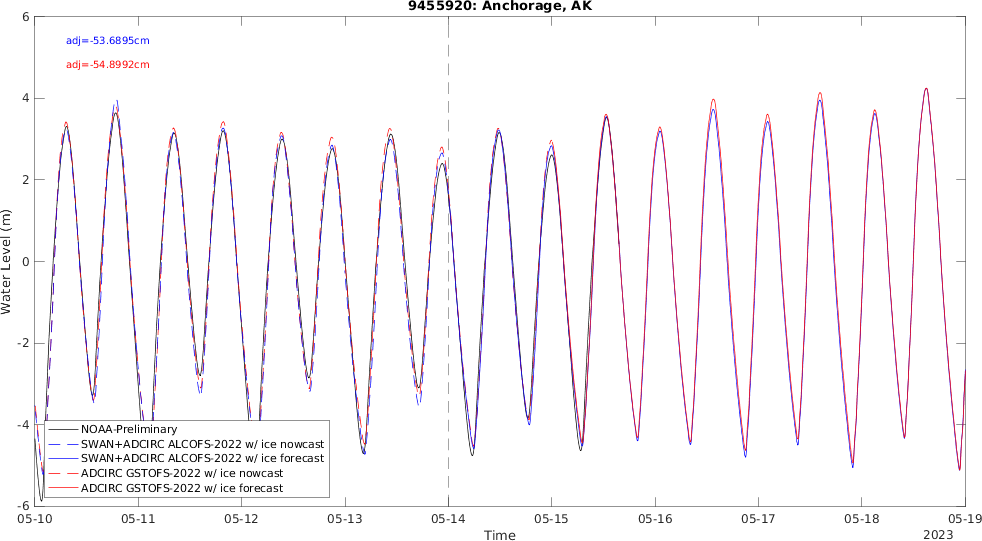 9455920: Anchorage, AK
adj=-53.6895cm
adj=-54.8992cm
6
4
2
0
-2
-4
-6
Water Level (m)
NOAA-Preliminary
SWAN+ADCIRC ALCOFS-2022 w/ ice nowcast
SWAN+ADCIRC ALCOFS-2022 w/ ice forecast
ADCIRC GSTOFS-2022 w/ ice nowcast
ADCIRC GSTOFS-2022 w/ ice forecast
05-10 05-11 05-12 05-13 05-14 05-15 05-16 05-17 05-18 05-19
Time
2023